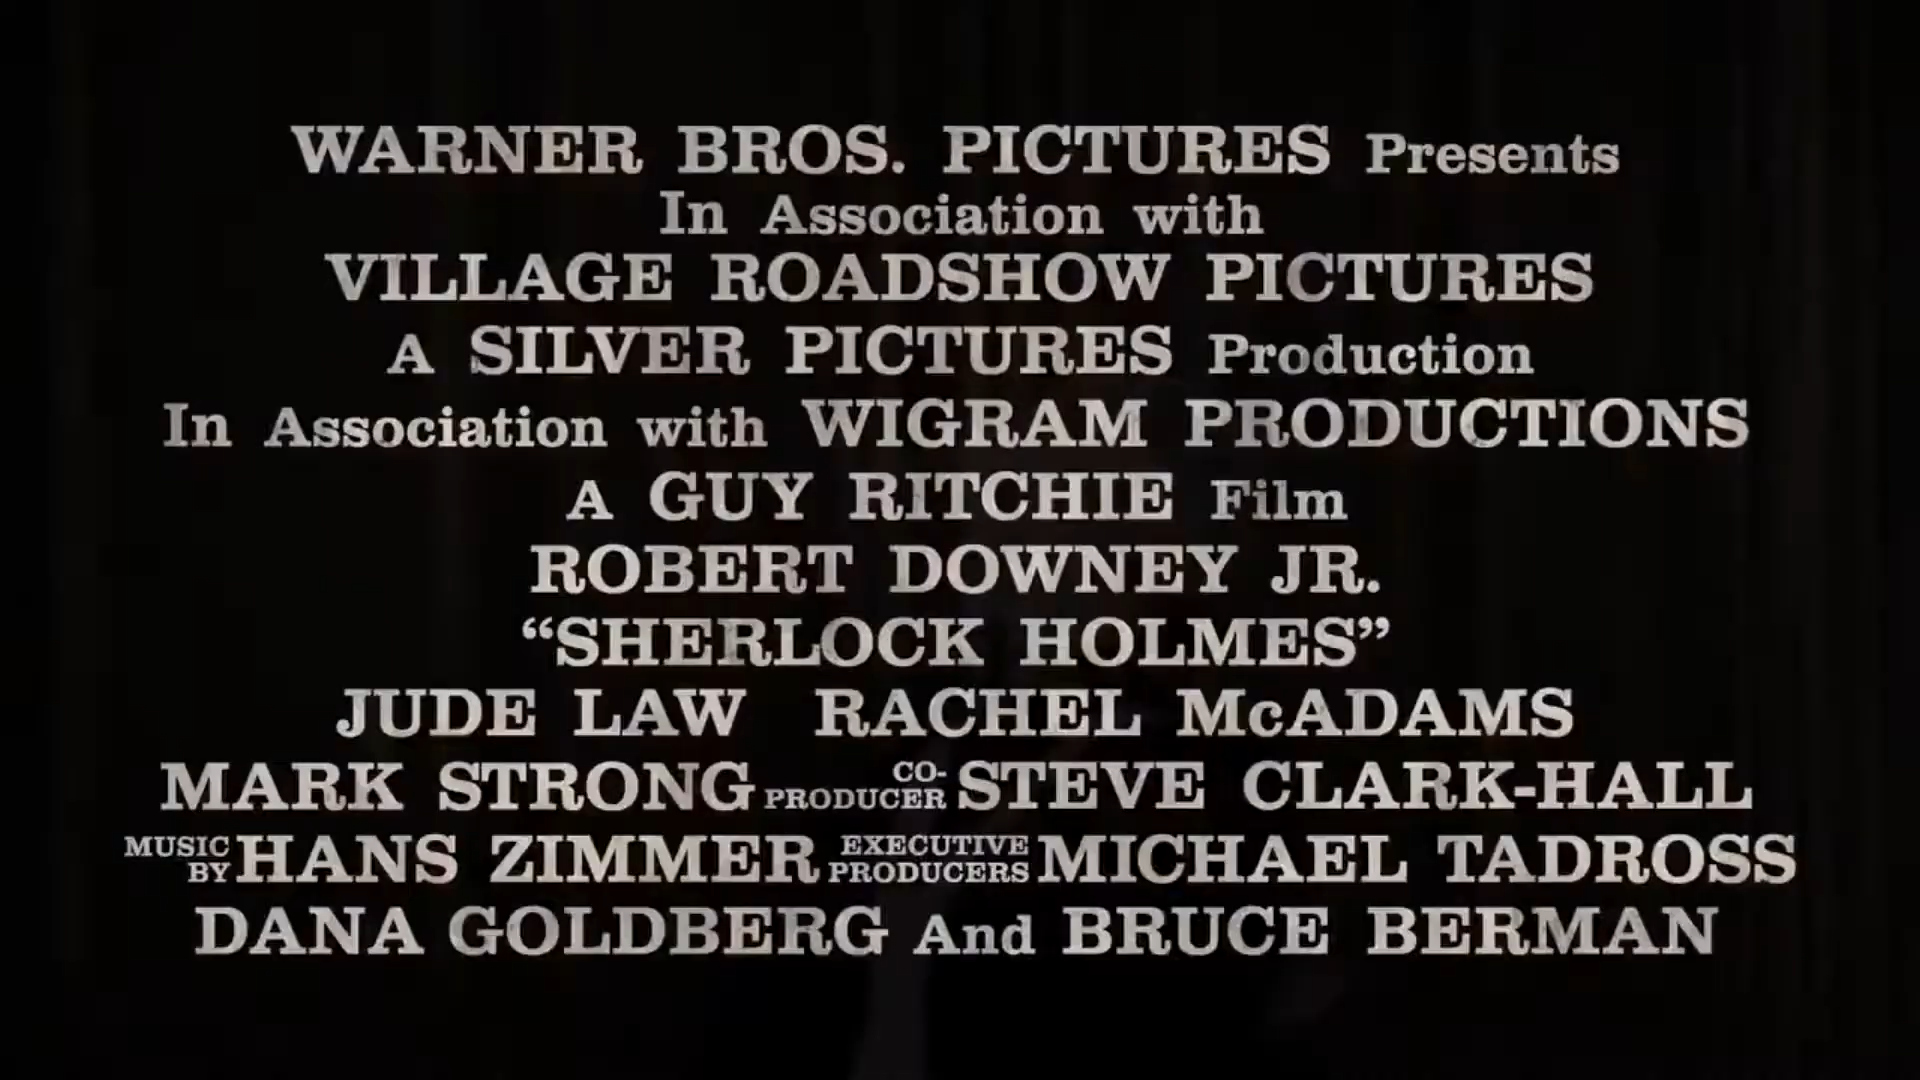 WARNER BROS. PICTURES Presents
In Association with
VILLAGE ROADSHOW PICTURES
A SILVER PICTURES Production
In Association with WIGRAM PRODUCTIONS
A GUY RITCHIE Film
ROBERT DOWNEY JR.
“SHERLOCK HOLMES”
JUDE LAW RACHEL McADAMS
MARK STRONG CO-PRODUCER STEVE CLARK-HALL
MUSIC BY HANS ZIMMER EXECUTIVE PRODUCERS MICHAEL TADROSS
DANA GOLDBERG And BRUCE BERMAN